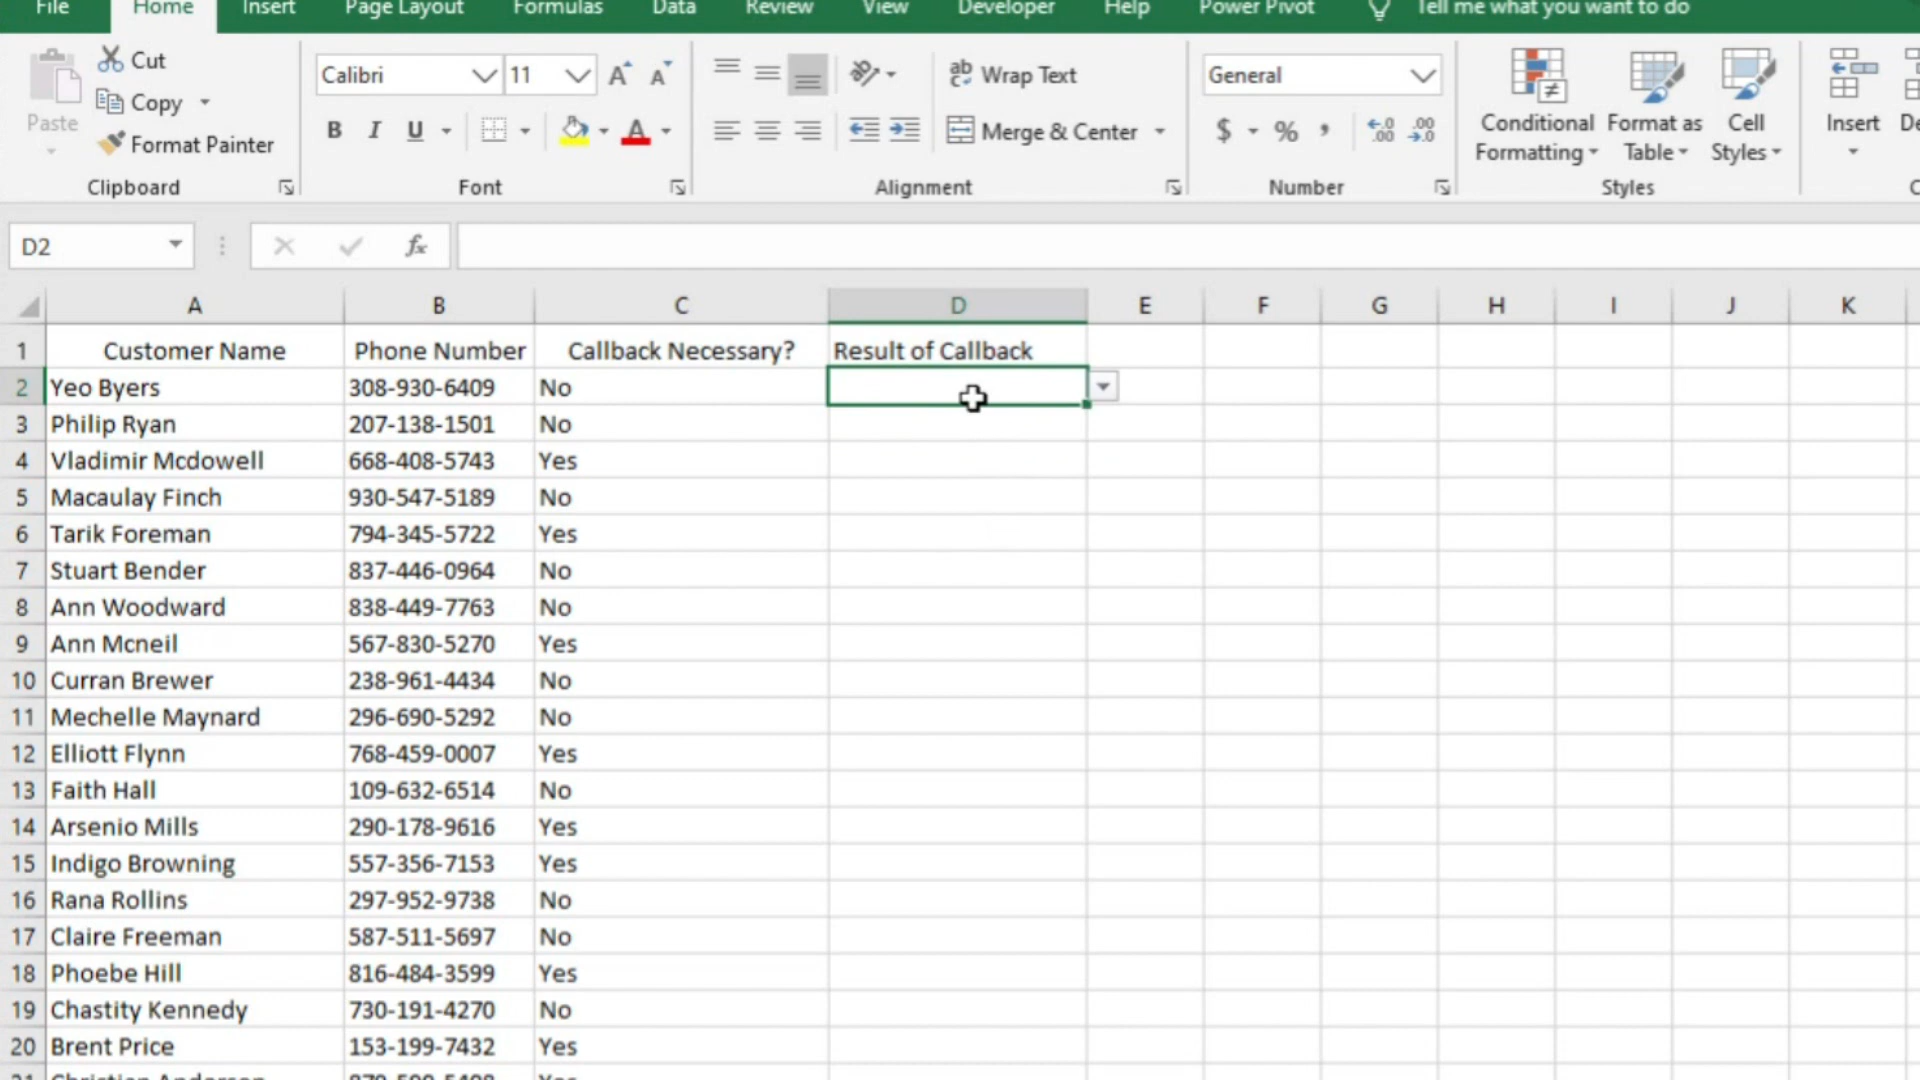 File Home Insert Page Layout Formulas Data Review View Developer Help Power Pivot Tell me what you want to do
Paste
Cut
Copy
Format Painter
Clipboard
Calibri 11 A A
B I U A
Font
ab Wrap Text
Merge & Center
Alignment
General
$ % ,
Number
Conditional Formatting
Format as Table
Cell Styles
Styles
Insert
D2 fx
A B C D E F G H I J K
1 Customer Name Phone Number Callback Necessary? Result of Callback
2 Yeo Byers 308-930-6409 No
3 Philip Ryan 207-138-1501 No
4 Vladimir Mcdowell 668-408-5743 Yes
5 Macaulay Finch 930-547-5189 No
6 Tarik Foreman 794-345-5722 Yes
7 Stuart Bender 837-446-0964 No
8 Ann Woodward 838-449-7763 No
9 Ann Mcneil 567-830-5270 Yes
10 Curran Brewer 238-961-4434 No
11 Mechelle Maynard 296-690-5292 No
12 Elliott Flynn 768-459-0007 Yes
13 Faith Hall 109-632-6514 No
14 Arsenio Mills 290-178-9616 Yes
15 Indigo Browning 557-356-7153 Yes
16 Rana Rollins 297-952-9738 No
17 Claire Freeman 587-511-5697 No
18 Phoebe Hill 816-484-3599 Yes
19 Chastity Kennedy 730-191-4270 No
20 Brent Price 153-199-7432 Yes